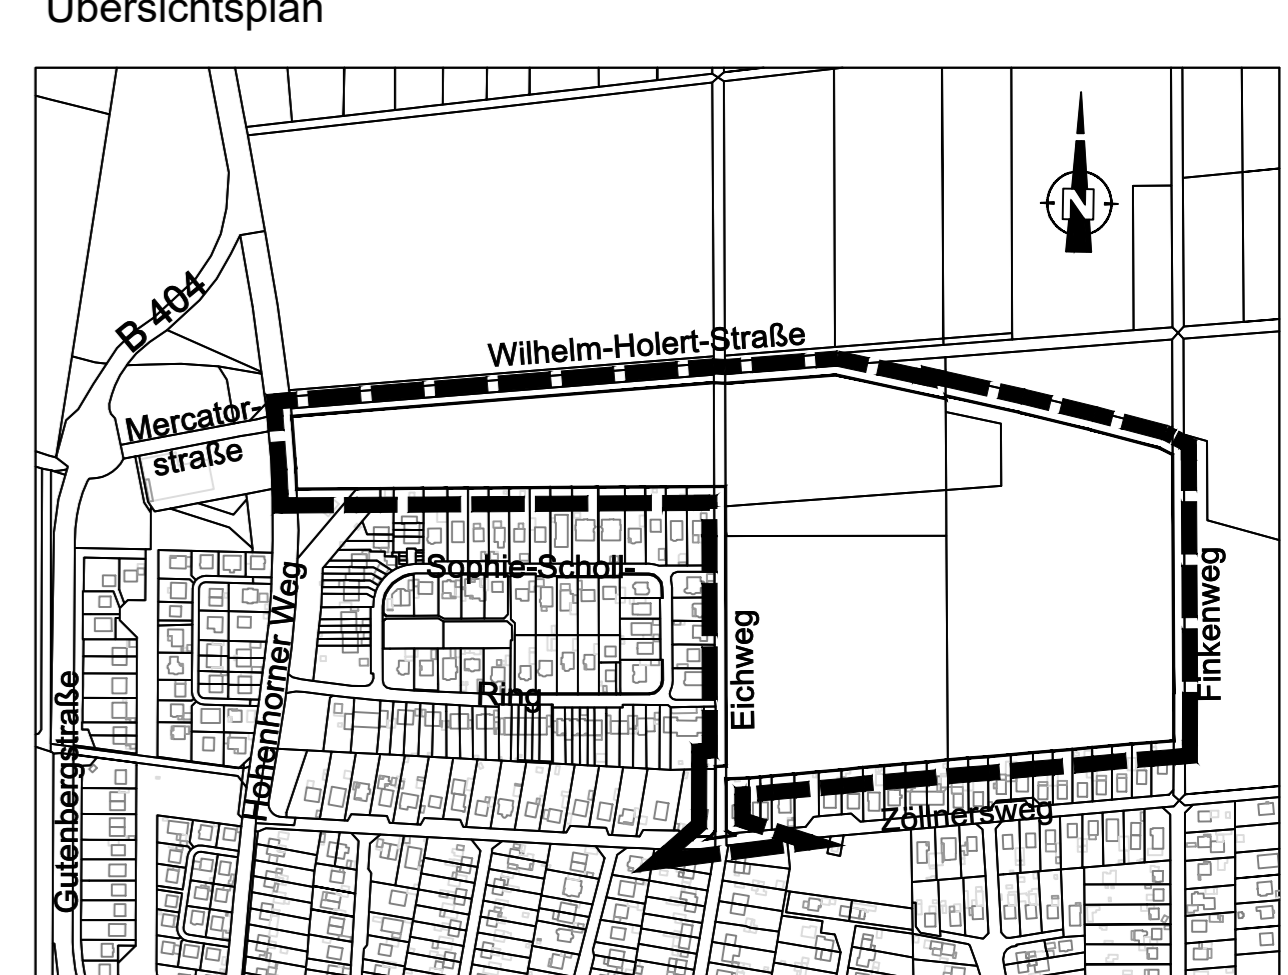 Übersichtsplan
N
B 404
Wilhelm-Holert-Straße
Mercator-
straße
Sophie-Scholl-
Ring
Hohenhorner Weg
Eichweg
Finkenweg
Gutenbergstraße
Zöllnersweg